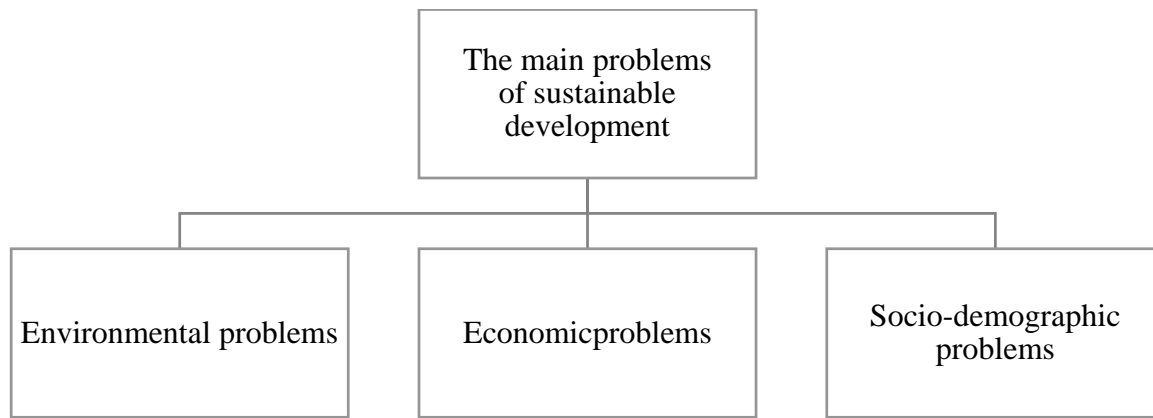 The main problems
of sustainable
development
Environmental problems
Economicproblems
Socio-demographic
problems